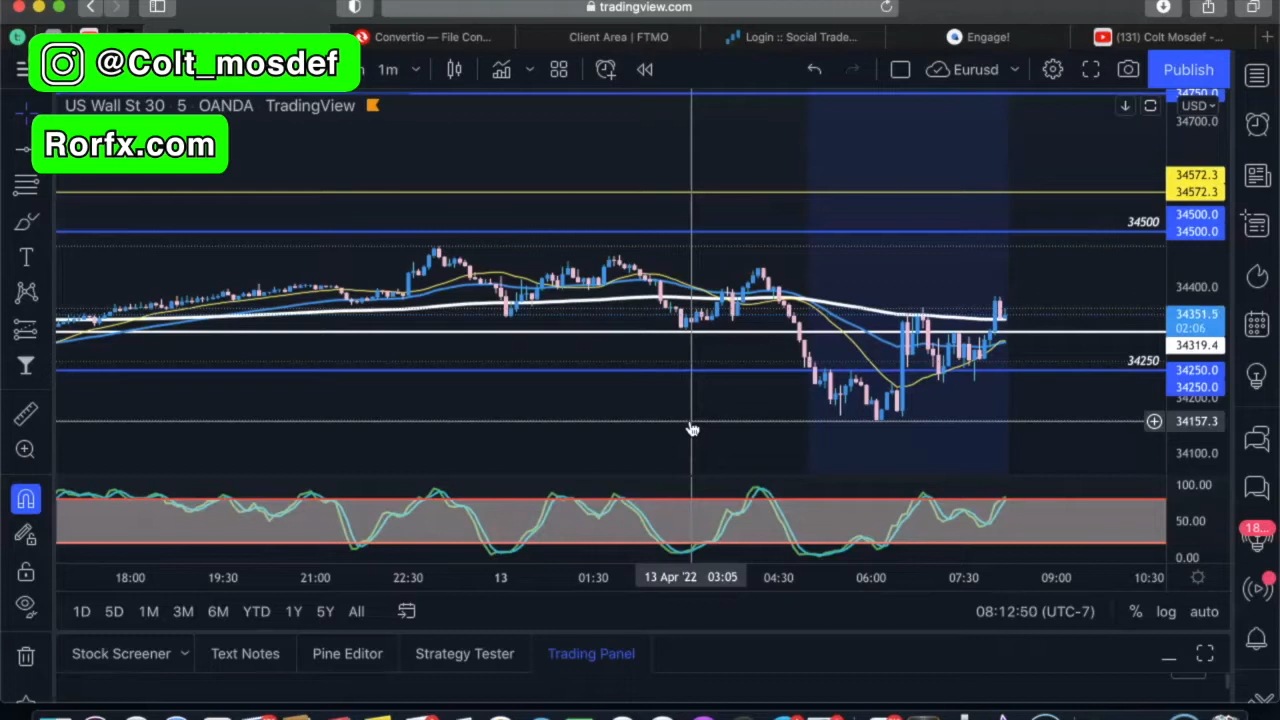 tradingview.com
Convertio — File Con...
Client Area | FTMO
Login :: Social Trade...
Engage!
(131) Colt Mosdef -...
@Colt_mosdef
1m
Eurusd
Publish
US Wall St 30 · 5 · OANDA · TradingView
USD
Rorfx.com
34750.0
34700.0
34572.3
34572.3
34500
34500.0
34500.0
34400.0
34351.5
02:06
34319.4
34250
34250.0
34250.0
34200.0
34157.3
34100.0
100.00
50.00
0.00
18...
18:00
19:30
21:00
22:30
13
01:30
13 Apr '22 03:05
04:30
06:00
07:30
09:00
10:30
1D 5D 1M 3M 6M YTD 1Y 5Y All
08:12:50 (UTC-7)
% log auto
Stock Screener
Text Notes
Pine Editor
Strategy Tester
Trading Panel